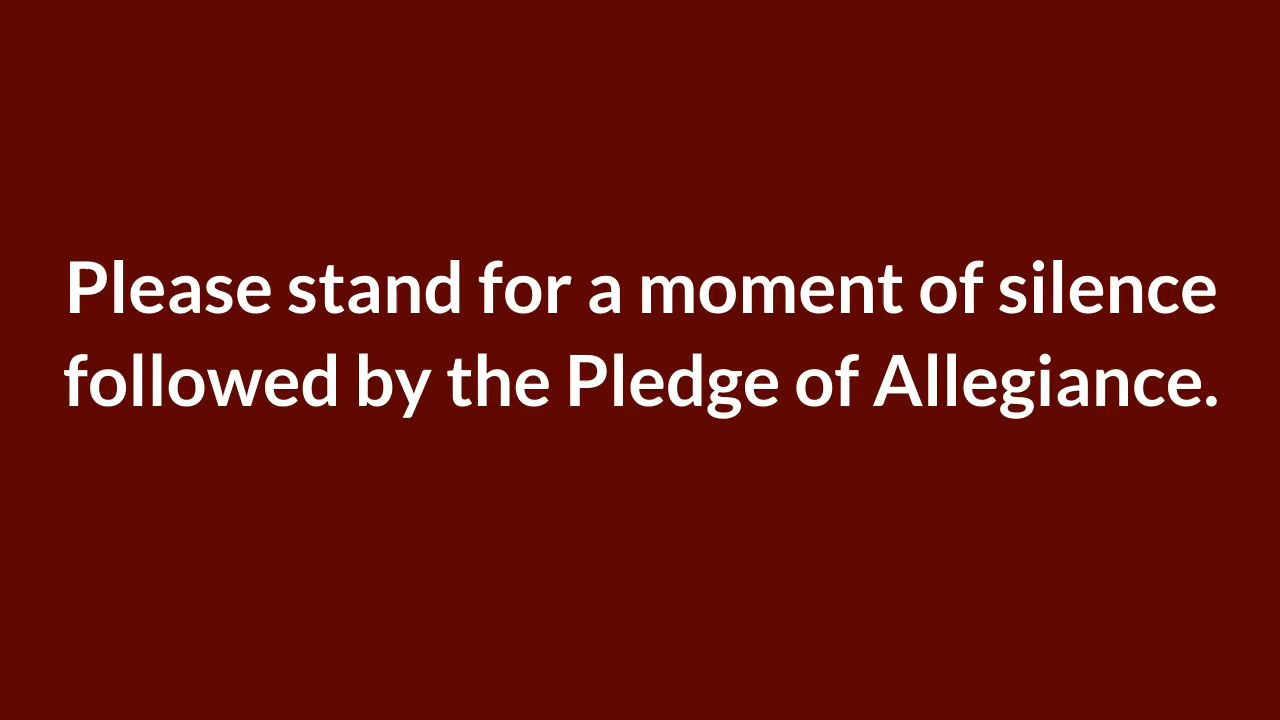 Please stand for a moment of silence
followed by the Pledge of Allegiance.